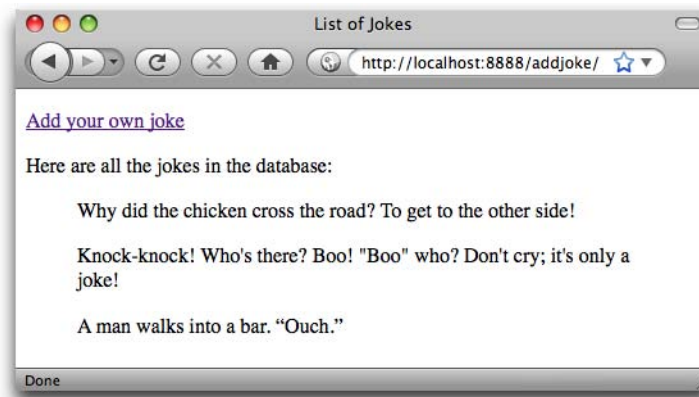 List of Jokes
http://localhost:8888/addjoke/
Add your own joke
Here are all the jokes in the database:
Why did the chicken cross the road? To get to the other side!
Knock-knock! Who's there? Boo! "Boo" who? Don't cry; it's only a
joke!
A man walks into a bar. “Ouch.”
Done